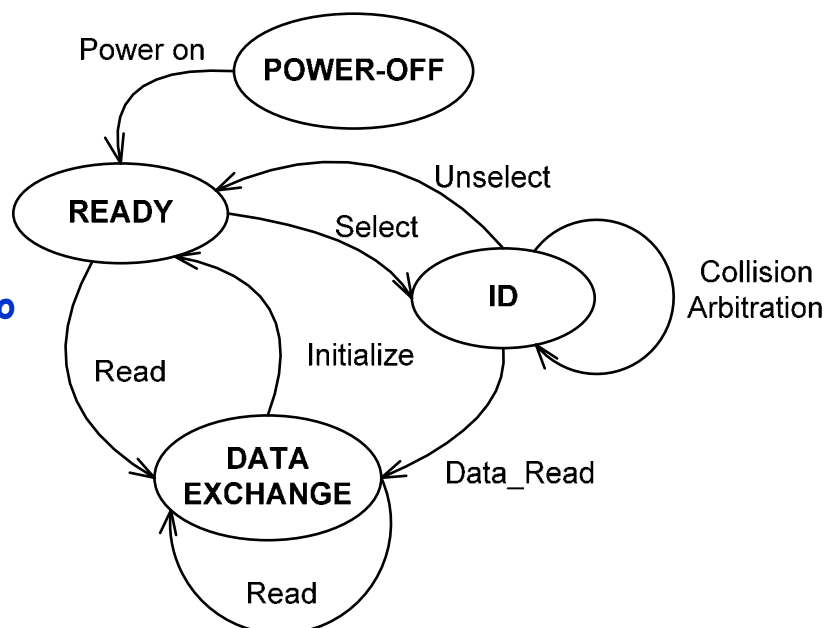 Power on
POWER-OFF
Unselect
READY
Select
Collision
ID
Arbitration
o
Initialize
Read
DATA
EXCHANGE
Data_Read
Read